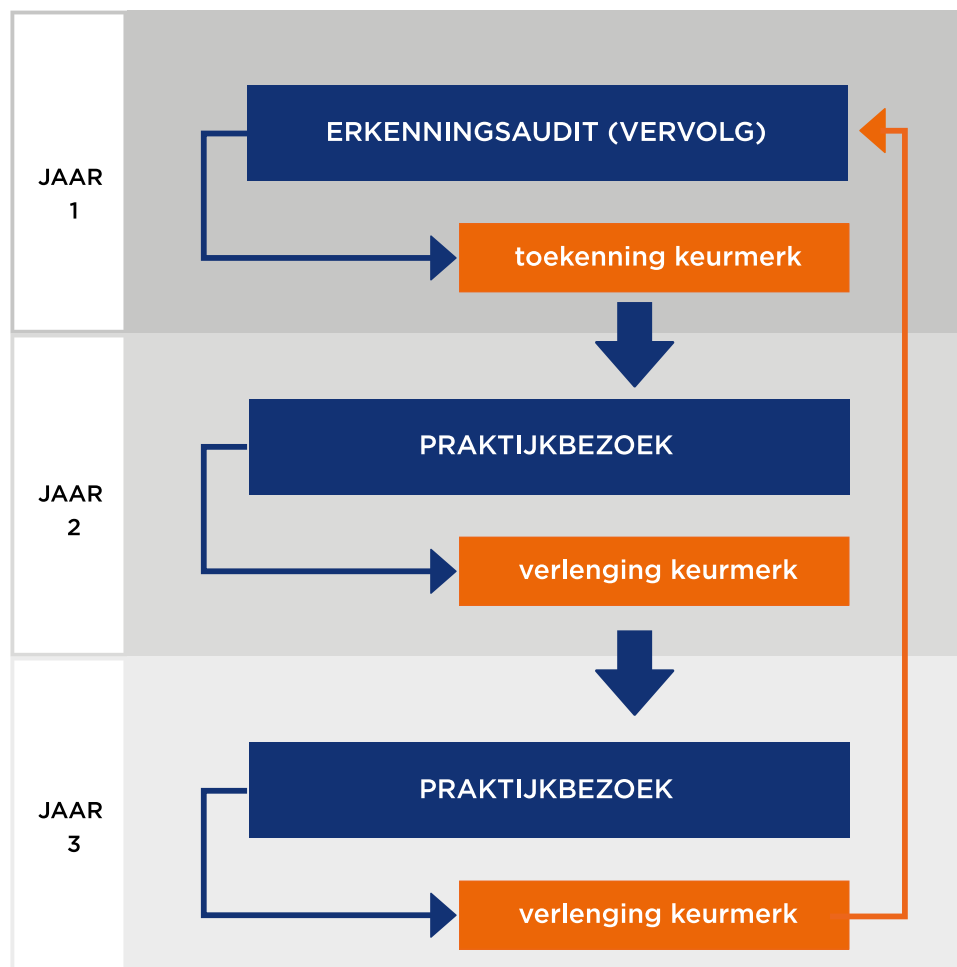 JAAR
1
ERKENNINGSAUDIT (VERVOLG)
toekenning keurmerk
JAAR
2
PRAKTIJKBEZOEK
verlenging keurmerk
JAAR
3
PRAKTIJKBEZOEK
verlenging keurmerk